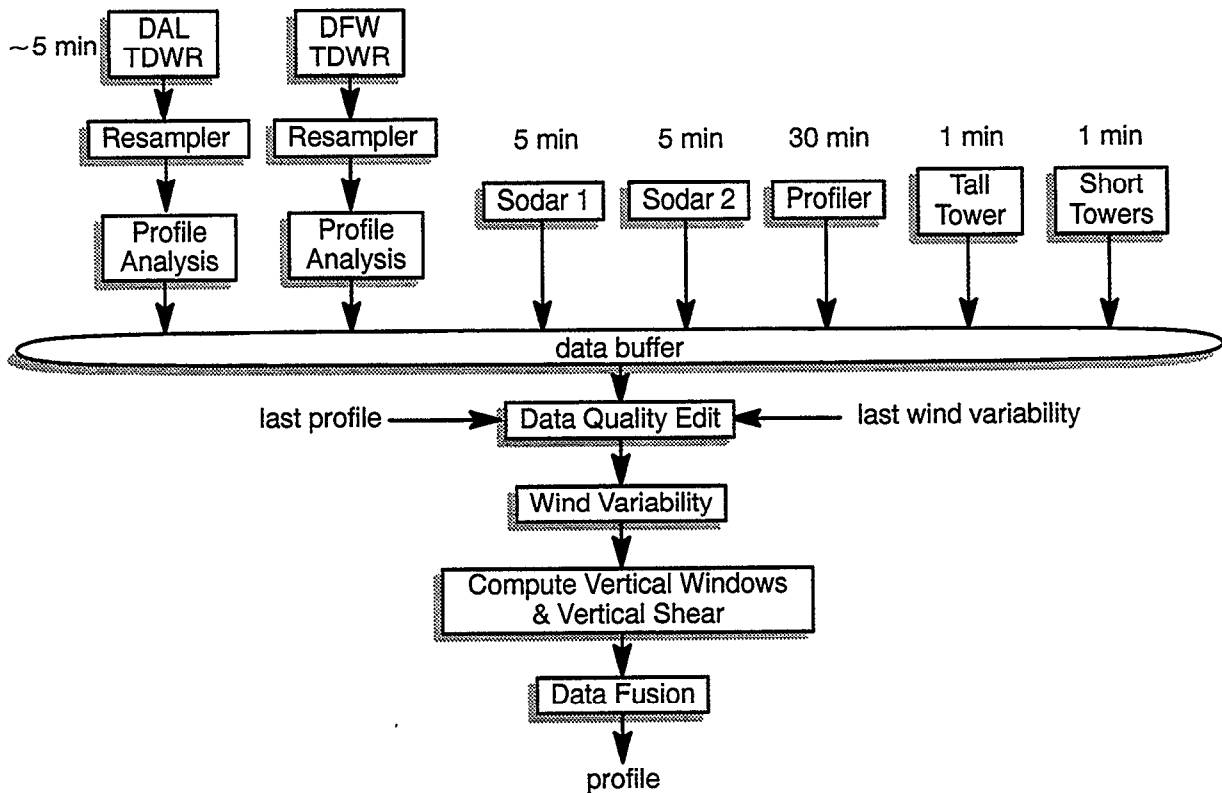 ~5 min
DAL
TDWR
DFW
TDWR
Resampler
Resampler
5 min
5 min
30 min
1 min
1 min
Sodar 1
Sodar 2
Profiler
Tall
Tower
Short
Towers
Profile
Analysis
Profile
Analysis
data buffer
last profile
Data Quality Edit
last wind variability
Wind Variability
Compute Vertical Windows
& Vertical Shear
Data Fusion
profile